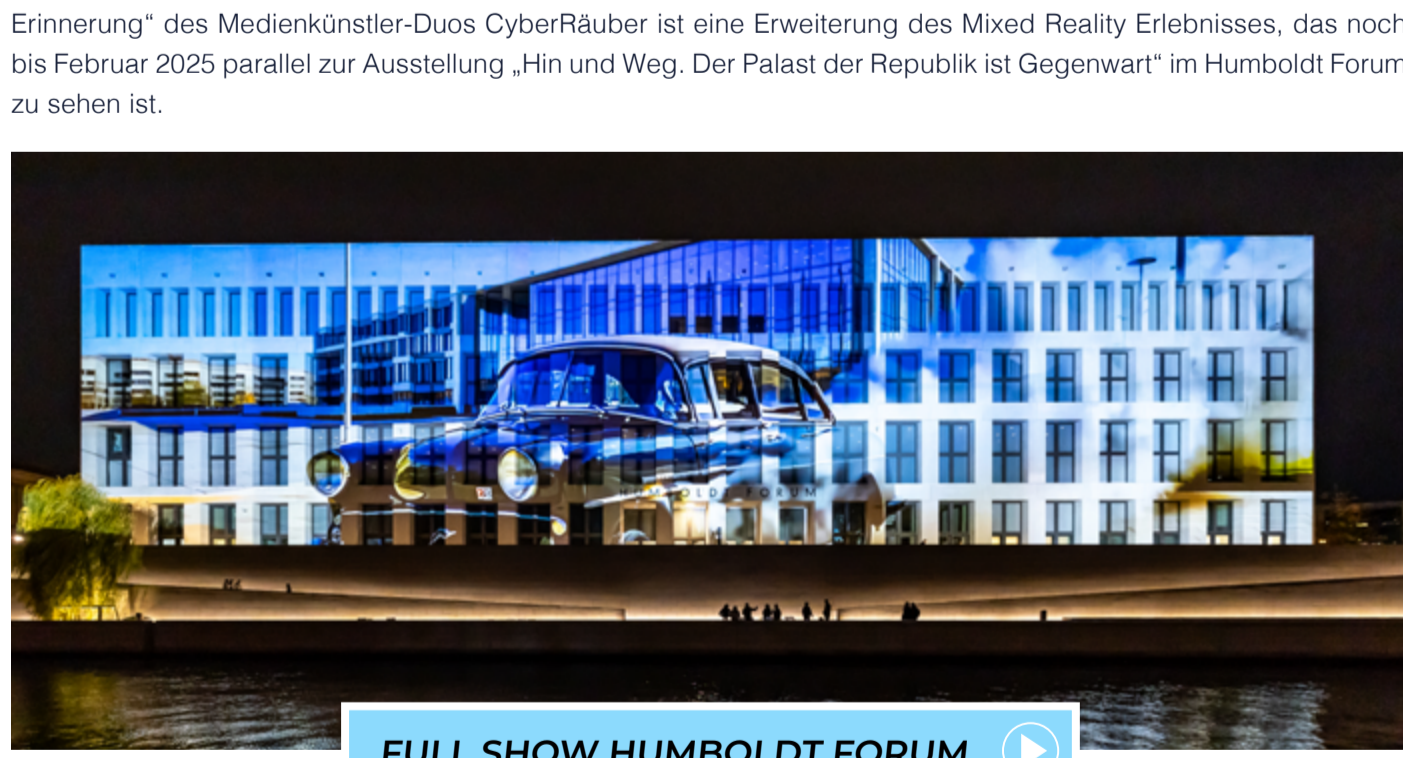 Erinnerung“ des Medienkünstler-Duos CyberRäuber ist eine Erweiterung des Mixed Reality Erlebnisses, das noch
bis Februar 2025 parallel zur Ausstellung „Hin und Weg. Der Palast der Republik ist Gegenwart“ im Humboldt Forum
zu sehen ist.
HUMBOLDT FORUM
FULL SHOW HUMBOLDT FORUM